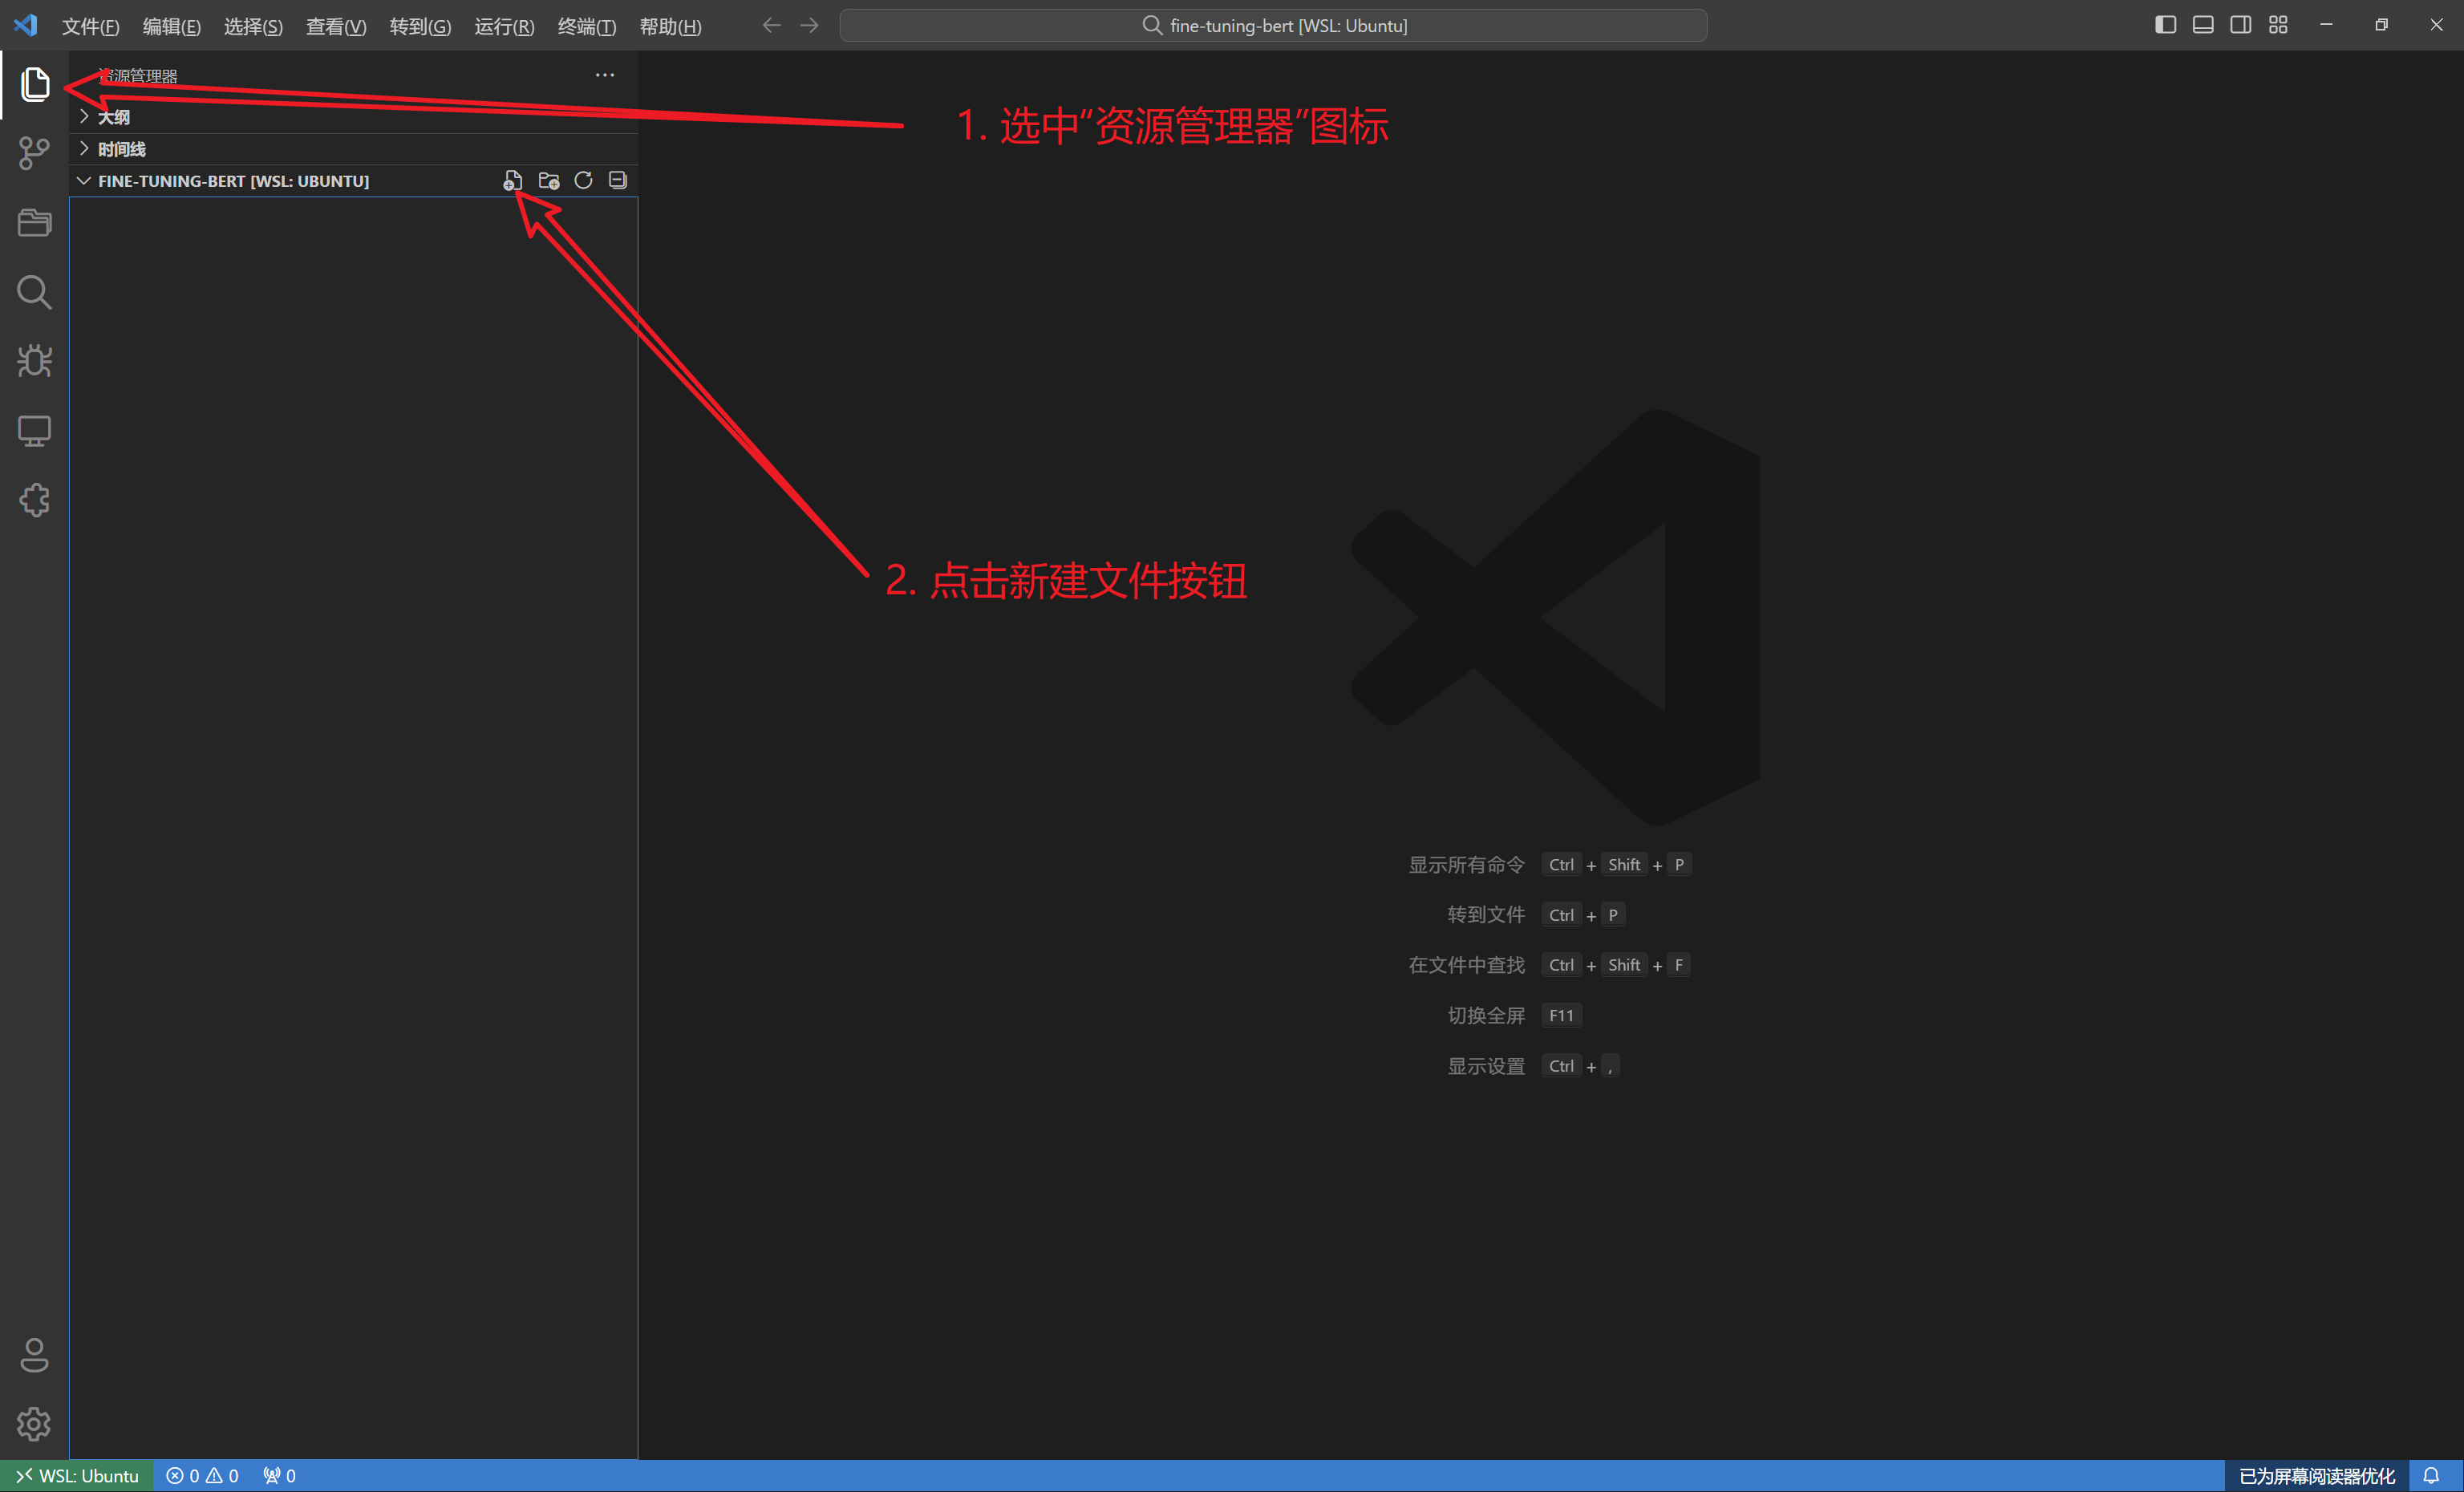 文件(F) 编辑(E) 选择(S) 查看(V) 转到(G) 运行(R) 终端(T) 帮助(H) fine-tuning-bert [WSL: Ubuntu]
资源管理器
大纲
时间线
FINE-TUNING-BERT [WSL: UBUNTU]
1. 选中“资源管理器”图标
2. 点击新建文件按钮
显示所有命令 Ctrl + Shift + P
转到文件 Ctrl + P
在文件中查找 Ctrl + Shift + F
切换全屏 F11
显示设置 Ctrl + ,
WSL: Ubuntu 0 0 0 已为屏幕阅读器优化